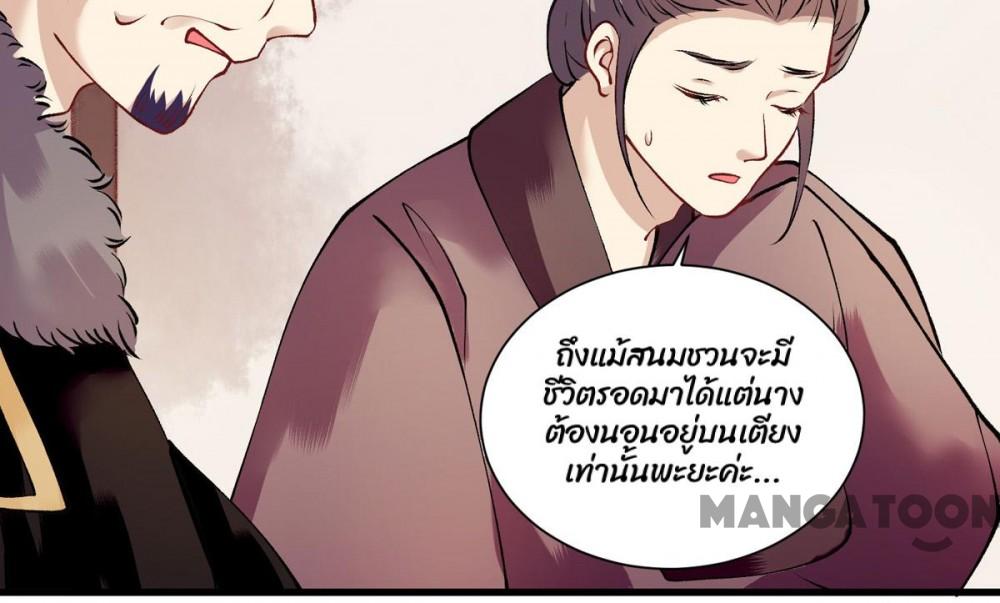 ถึงแม้สนมชวนจะมี
ชีวิตรอดมาได้แต่นาง
ต้องนอนอยู่บนเตียง
เท่านั้นพะยะค่ะ...
MANGATOON